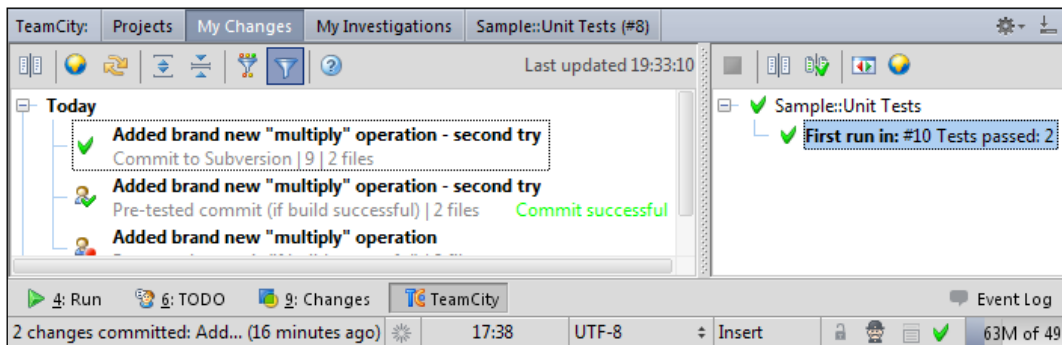 TeamCity: Projects My Changes My Investigations Sample::Unit Tests (#8)
Last updated 19:33:10
Today
Added brand new "multiply" operation - second try
Commit to Subversion | 9 | 2 files
Added brand new "multiply" operation - second try
Pre-tested commit (if build successful) | 2 files Commit successful
Added brand new "multiply" operation
Sample::Unit Tests
First run in: #10 Tests passed: 2
4: Run 6: TODO 9: Changes TeamCity Event Log
2 changes committed: Add... (16 minutes ago) 17:38 UTF-8 Insert 63M of 49